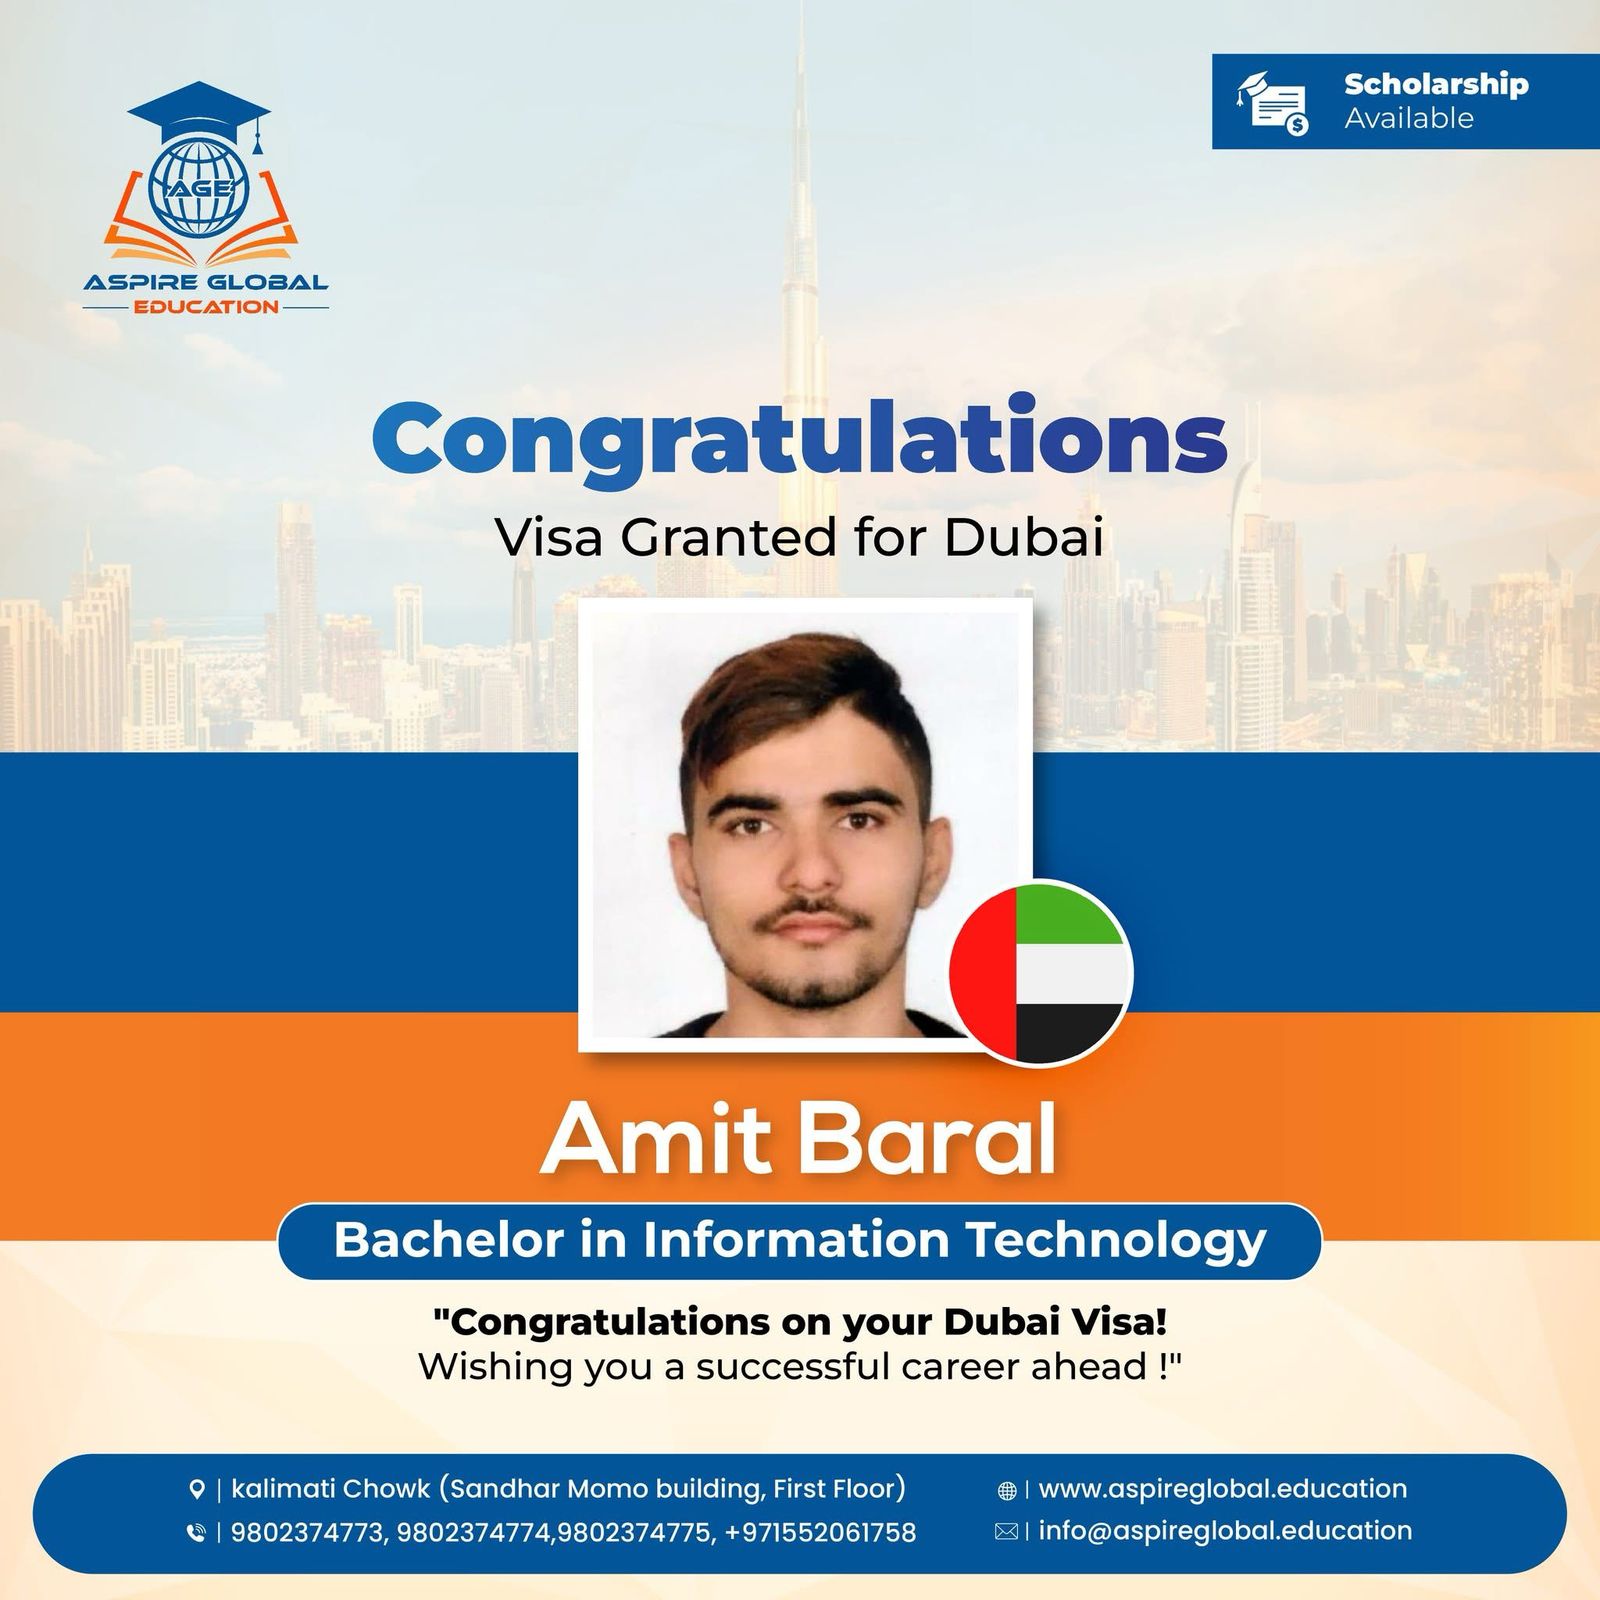 AGE
ASPIRE GLOBAL
EDUCATION
Scholarship
Available
Congratulations
Visa Granted for Dubai
Amit Baral
Bachelor in Information Technology
"Congratulations on your Dubai Visa!
Wishing you a successful career ahead !"
kalimati Chowk (Sandhar Momo building, First Floor)
9802374773, 9802374774,9802374775, +971552061758
www.aspireglobal.education
info@aspireglobal.education